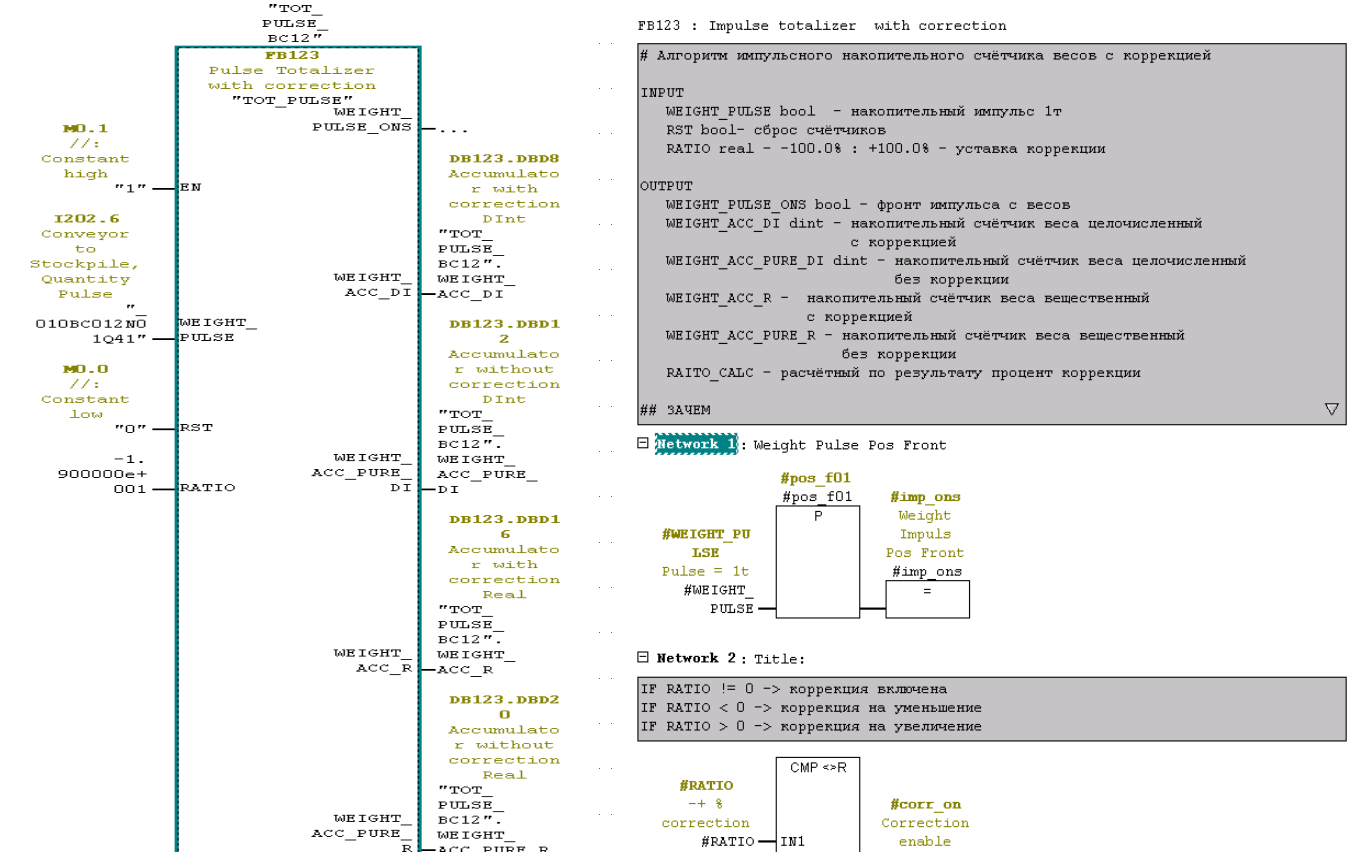 "TOT_
PULSE_
BC12"
FB123
Pulse Totalizer
with correction
"TOT_PULSE"
WEIGHT_
PULSE_ONS
...
M0.1
//:
Constant
high
"1"
EN
I202.6
Conveyor
to
Stockpile,
Quantity
Pulse
"_
010BC012N0
1Q41"
WEIGHT_
PULSE
M0.0
//:
Constant
low
"0"
RST
-1.
900000e+
001
RATIO
DB123.DBD8
Accumulato
r with
correction
DInt
"TOT_
PULSE_
BC12".
WEIGHT_
ACC_DI
WEIGHT_
ACC_DI
DB123.DBD1
2
Accumulato
r without
correction
DInt
"TOT_
PULSE_
BC12".
WEIGHT_
ACC_PURE_
DI
WEIGHT_
ACC_PURE_
DI
DB123.DBD1
6
Accumulato
r with
correction
Real
"TOT_
PULSE_
BC12".
WEIGHT_
ACC_R
WEIGHT_
ACC_R
DB123.DBD2
0
Accumulato
r without
correction
Real
"TOT_
PULSE_
BC12".
WEIGHT_
ACC_PURE_
R
WEIGHT_
ACC_PURE_R
FB123 : Impulse totalizer  with correction
# Алгоритм импульсного накопительного счётчика весов с коррекцией
INPUT
WEIGHT_PULSE bool  - накопительный импульс 1т
RST bool- сброс счётчиков
RATIO real - -100.0% : +100.0% - уставка коррекции
OUTPUT
WEIGHT_PULSE_ONS bool - фронт импульса с весов
WEIGHT_ACC_DI dint - накопительный счётчик веса целочисленный
с коррекцией
WEIGHT_ACC_PURE_DI dint - накопительный счётчик веса целочисленный
без коррекции
WEIGHT_ACC_R -  накопительный счётчик веса вещественный
с коррекцией
WEIGHT_ACC_PURE_R - накопительный счётчик веса вещественный
без коррекции
RAITO_CALC - расчётный по результату процент коррекции
## ЗАЧЕМ
Network 1: Weight Pulse Pos Front
#pos_f01
#pos_f01
P
#imp_ons
Weight
Impuls
Pos Front
#imp_ons
=
#WEIGHT_PU
LSE
Pulse = 1t
#WEIGHT_
PULSE
Network 2: Title:
IF RATIO != 0 -> коррекция включена
IF RATIO < 0 -> коррекция на уменьшение
IF RATIO > 0 -> коррекция на увеличение
CMP <>R
#RATIO
-+ %
correction
#RATIO
IN1
#corr_on
Correction
enable